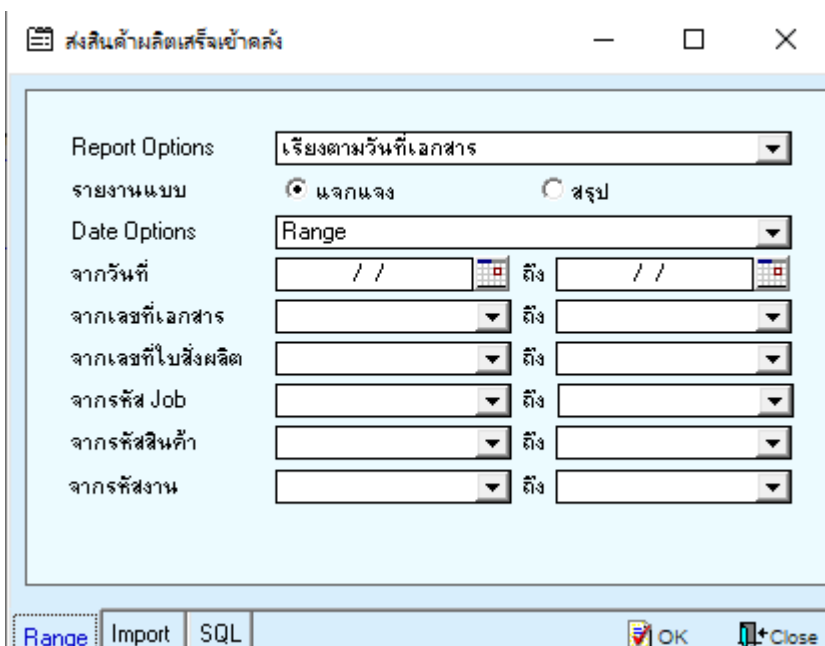 ส่งสินค้าผลิตเสร็จเข้าคลัง
Report Options เรียงตามวันที่เอกสาร
รายงานแบบ แจกแจง สรุป
Date Options Range
จากวันที่ / / ถึง / /
จากเลขที่เอกสาร ถึง
จากเลขที่ใบสั่งผลิต ถึง
จากรหัส Job ถึง
จากรหัสสินค้า ถึง
จากรหัสงาน ถึง
Range Import SQL OK Close